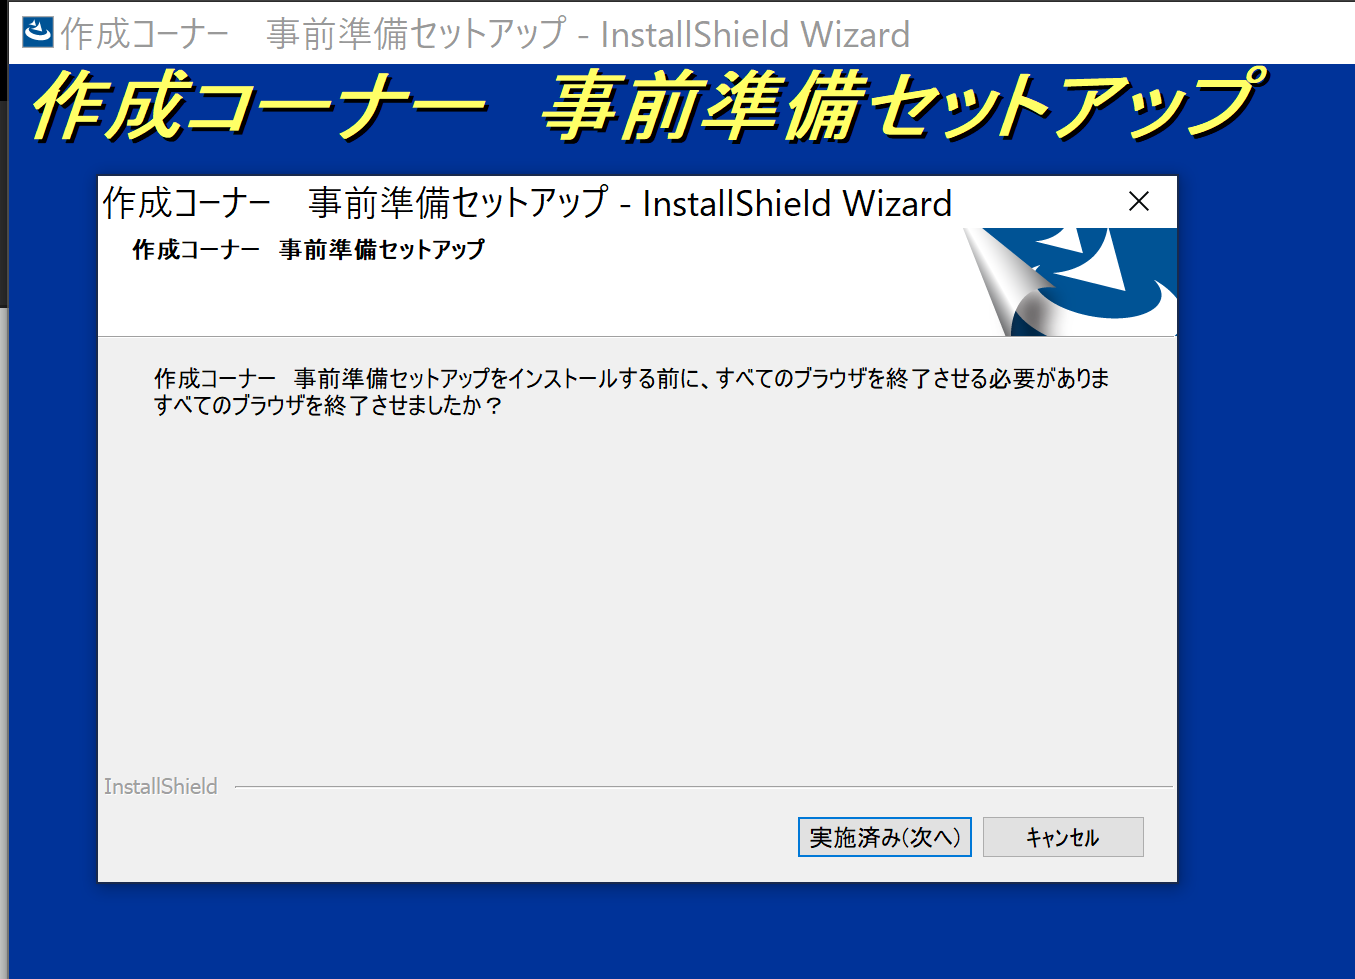 作成コーナー　事前準備セットアップ - InstallShield Wizard
作成コーナー　事前準備セットアップ
作成コーナー　事前準備セットアップ - InstallShield Wizard
作成コーナー　事前準備セットアップ
作成コーナー　事前準備セットアップをインストールする前に、すべてのブラウザを終了させる必要がありま
すべてのブラウザを終了させましたか？
InstallShield
実施済み(次へ)
キャンセル